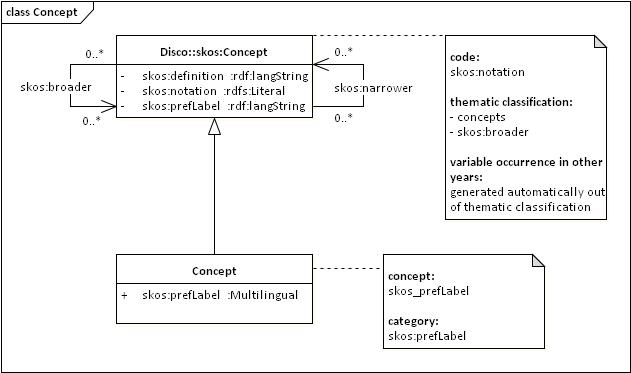 class Concept
Disco::skos:Concept
- skos:definition :rdf:langString
- skos:notation :rdfs:Literal
- skos:prefLabel :rdf:langString
0..*
skos:broader
0..*
0..*
skos:narrower
0..*
code:
skos:notation
thematic classification:
- concepts
- skos:broader
variable occurrence in other
years:
generated automatically out
of thematic classification
Concept
+ skos:prefLabel :Multilingual
concept:
skos_prefLabel
category:
skos:prefLabel